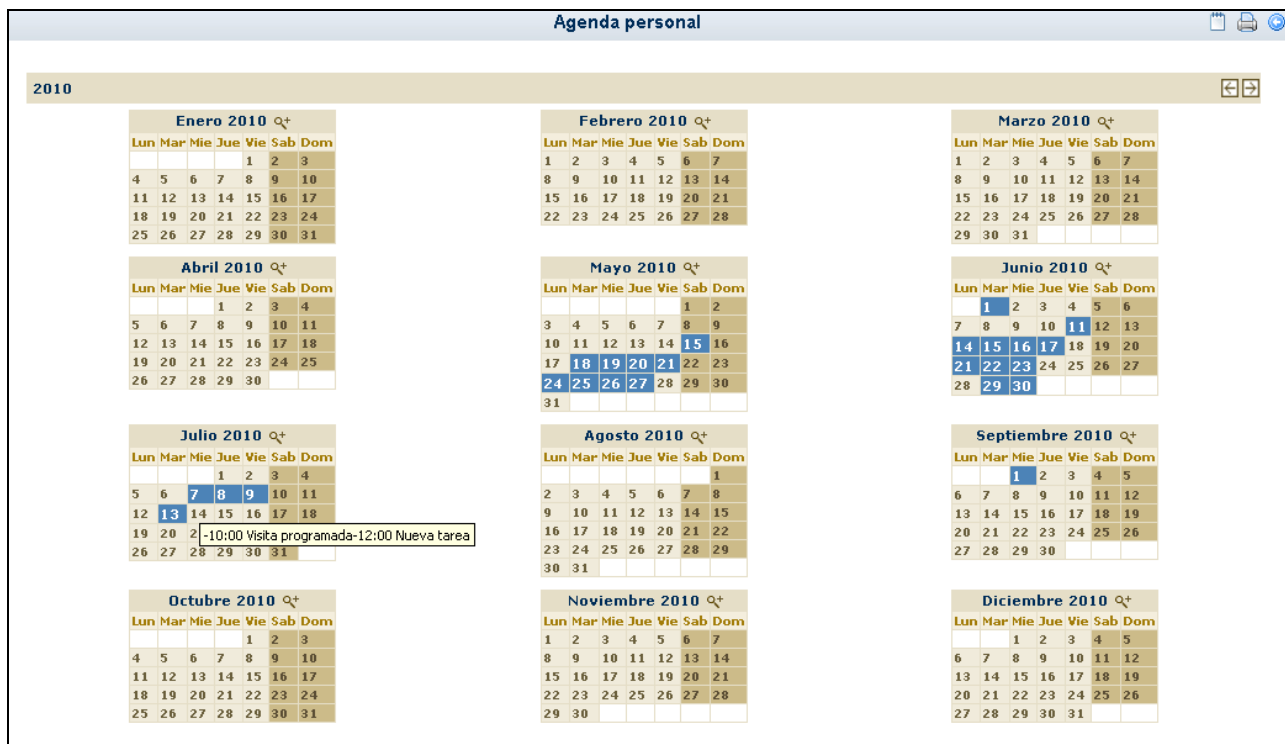 Agenda personal
2010
Enero 2010
Lun Mar Mie Jue Vie Sab Dom
1 2 3
4 5 6 7 8 9 10
11 12 13 14 15 16 17
18 19 20 21 22 23 24
25 26 27 28 29 30 31
Febrero 2010
Lun Mar Mie Jue Vie Sab Dom
1 2 3 4 5 6 7
8 9 10 11 12 13 14
15 16 17 18 19 20 21
22 23 24 25 26 27 28
Marzo 2010
Lun Mar Mie Jue Vie Sab Dom
1 2 3 4 5 6 7
8 9 10 11 12 13 14
15 16 17 18 19 20 21
22 23 24 25 26 27 28
29 30 31
Abril 2010
Lun Mar Mie Jue Vie Sab Dom
1 2 3 4
5 6 7 8 9 10 11
12 13 14 15 16 17 18
19 20 21 22 23 24 25
26 27 28 29 30
Mayo 2010
Lun Mar Mie Jue Vie Sab Dom
1 2
3 4 5 6 7 8 9
10 11 12 13 14 15 16
17 18 19 20 21 22 23
24 25 26 27 28 29 30
31
Junio 2010
Lun Mar Mie Jue Vie Sab Dom
1 2 3 4 5 6
7 8 9 10 11 12 13
14 15 16 17 18 19 20
21 22 23 24 25 26 27
28 29 30
Julio 2010
Lun Mar Mie Jue Vie Sab Dom
1 2 3 4
5 6 7 8 9 10 11
12 13 14 15 16 17 18
19 20 2
-10:00 Visita programada-12:00 Nueva tarea
26 27 28 29 30 31
Agosto 2010
Lun Mar Mie Jue Vie Sab Dom
1
2 3 4 5 6 7 8
9 10 11 12 13 14 15
16 17 18 19 20 21 22
23 24 25 26 27 28 29
30 31
Septiembre 2010
Lun Mar Mie Jue Vie Sab Dom
1 2 3 4 5
6 7 8 9 10 11 12
13 14 15 16 17 18 19
20 21 22 23 24 25 26
27 28 29 30
Octubre 2010
Lun Mar Mie Jue Vie Sab Dom
1 2 3
4 5 6 7 8 9 10
11 12 13 14 15 16 17
18 19 20 21 22 23 24
25 26 27 28 29 30 31
Noviembre 2010
Lun Mar Mie Jue Vie Sab Dom
1 2 3 4 5 6 7
8 9 10 11 12 13 14
15 16 17 18 19 20 21
22 23 24 25 26 27 28
29 30
Diciembre 2010
Lun Mar Mie Jue Vie Sab Dom
1 2 3 4 5
6 7 8 9 10 11 12
13 14 15 16 17 18 19
20 21 22 23 24 25 26
27 28 29 30 31